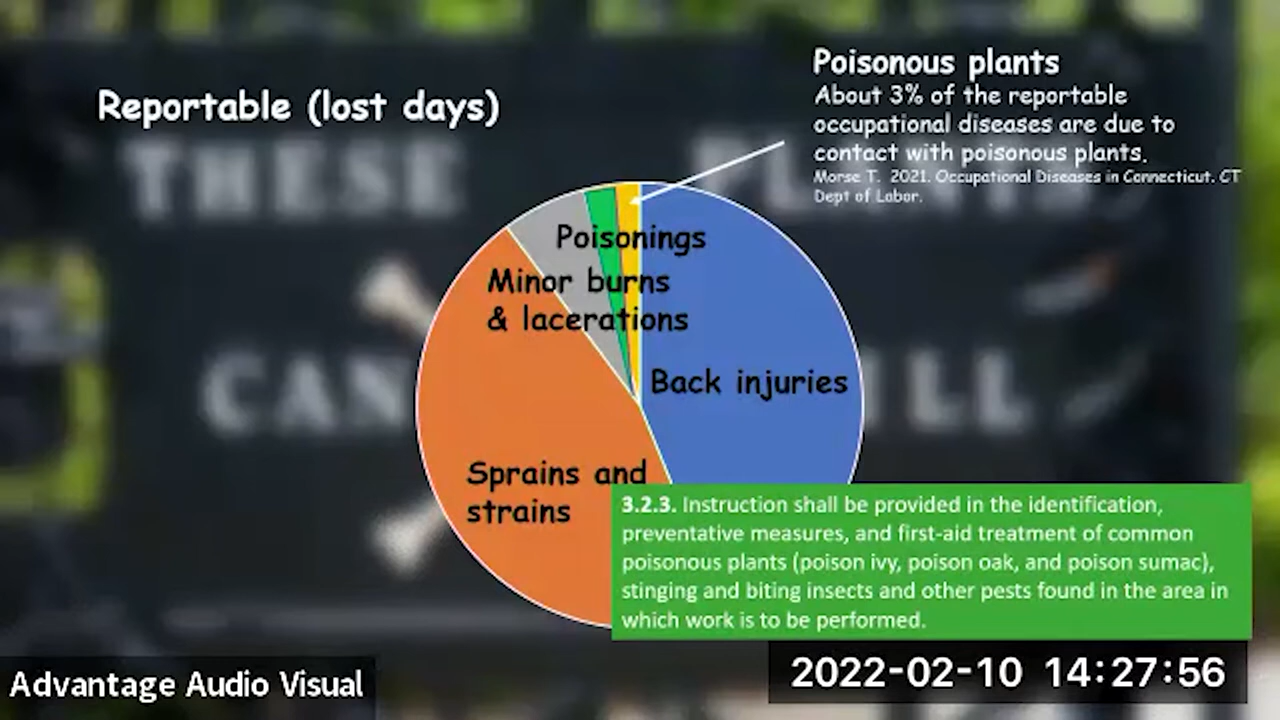 Poisonous plants
Reportable (lost days)
About 3% of the reportable
occupational diseases are due to
contact with poisonous plants.
Morse T. 2021. Occupational Diseases in Connecticut. CT
Dept of Labor.
THESE PLANTS
Poisonings
Minor burns
& lacerations
CAN ILL
Back injuries
Sprains and
strains
3.2.3. Instruction shall be provided in the identification,
preventative measures, and first-aid treatment of common
poisonous plants (poison ivy, poison oak, and poison sumac),
stinging and biting insects and other pests found in the area in
which work is to be performed.
Advantage Audio Visual
2022-02-10 14:27:56